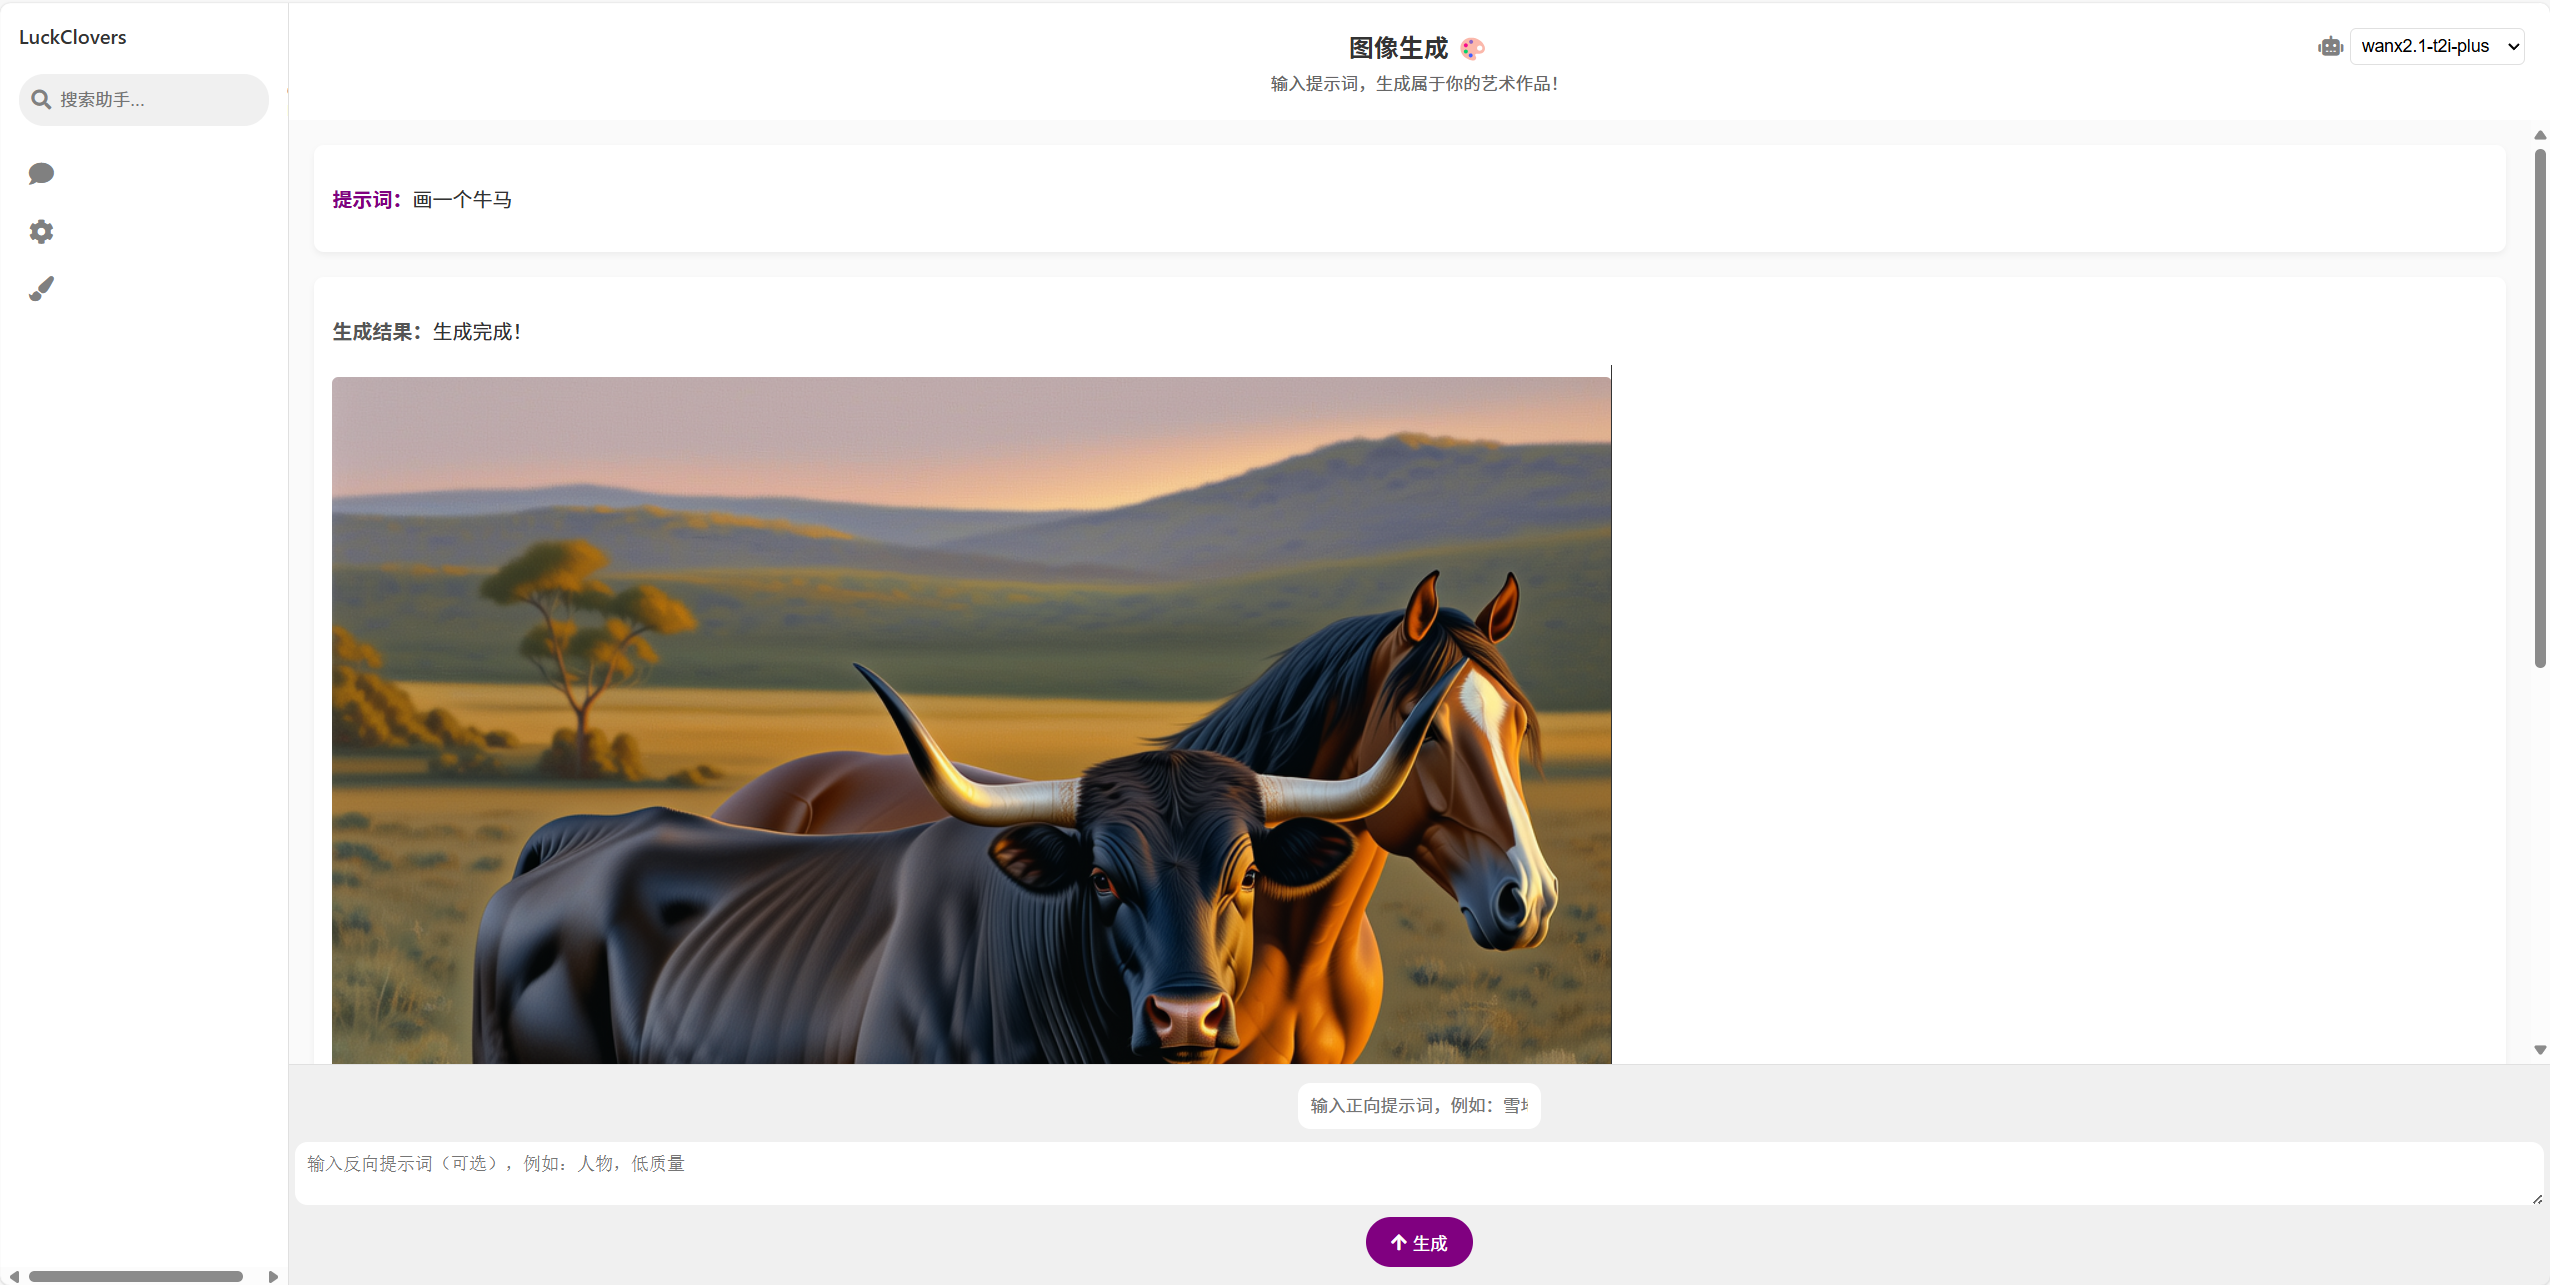 LuckClovers
搜索助手...
图像生成 🎨
输入提示词，生成属于你的艺术作品！
wanx2.1-t2i-plus
提示词：画一个牛马
生成结果：生成完成！
输入正向提示词，例如：雪
输入反向提示词（可选），例如：人物，低质量
生成